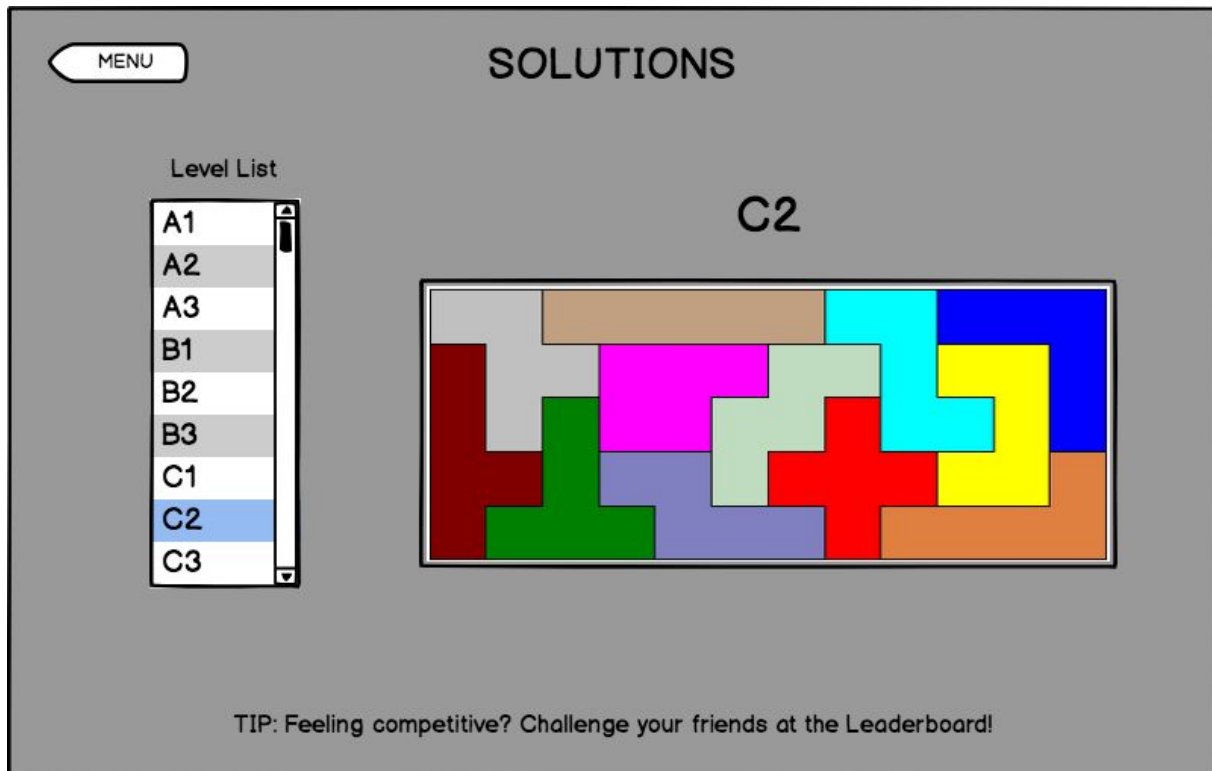 MENU
SOLUTIONS
Level List
A1
A2
A3
B1
B2
B3
C1
C2
C3
C2
TIP: Feeling competitive? Challenge your friends at the Leaderboard!